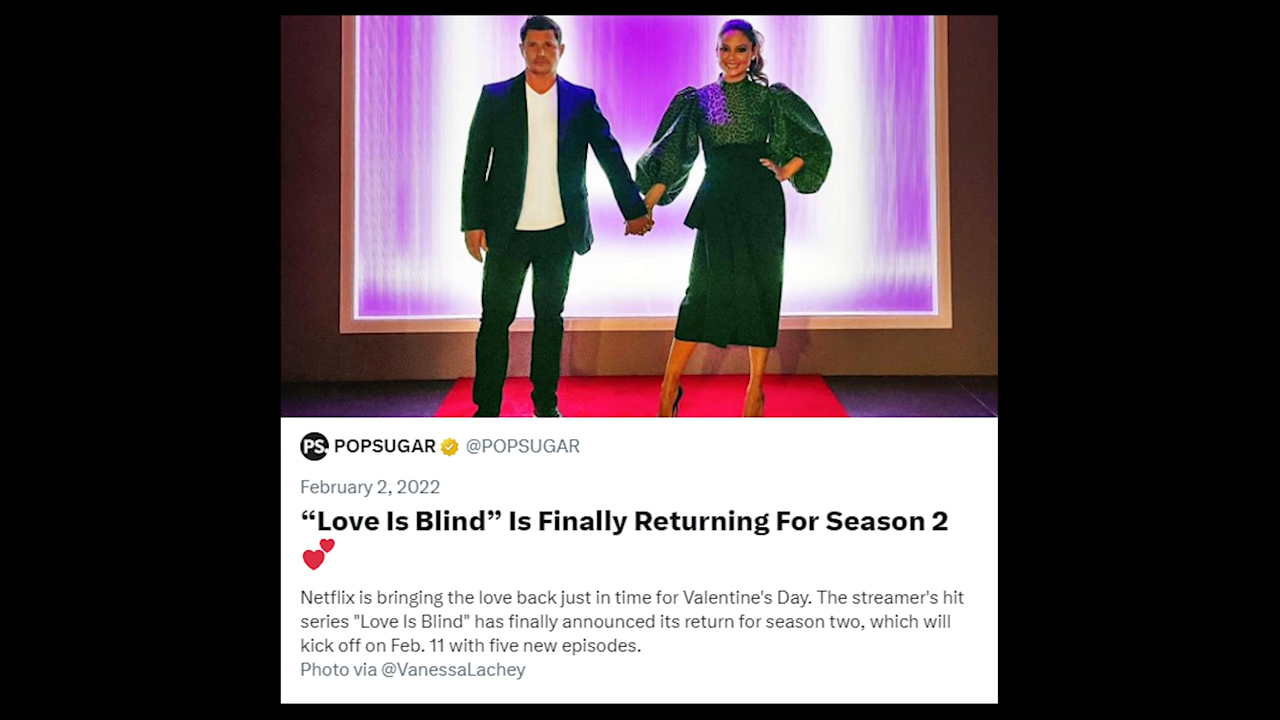 PS.
POPSUGAR @POPSUGAR
February 2, 2022
“Love Is Blind” Is Finally Returning For Season 2
💕
Netflix is bringing the love back just in time for Valentine's Day. The streamer's hit
series "Love Is Blind" has finally announced its return for season two, which will
kick off on Feb. 11 with five new episodes.
Photo via @VanessaLachey